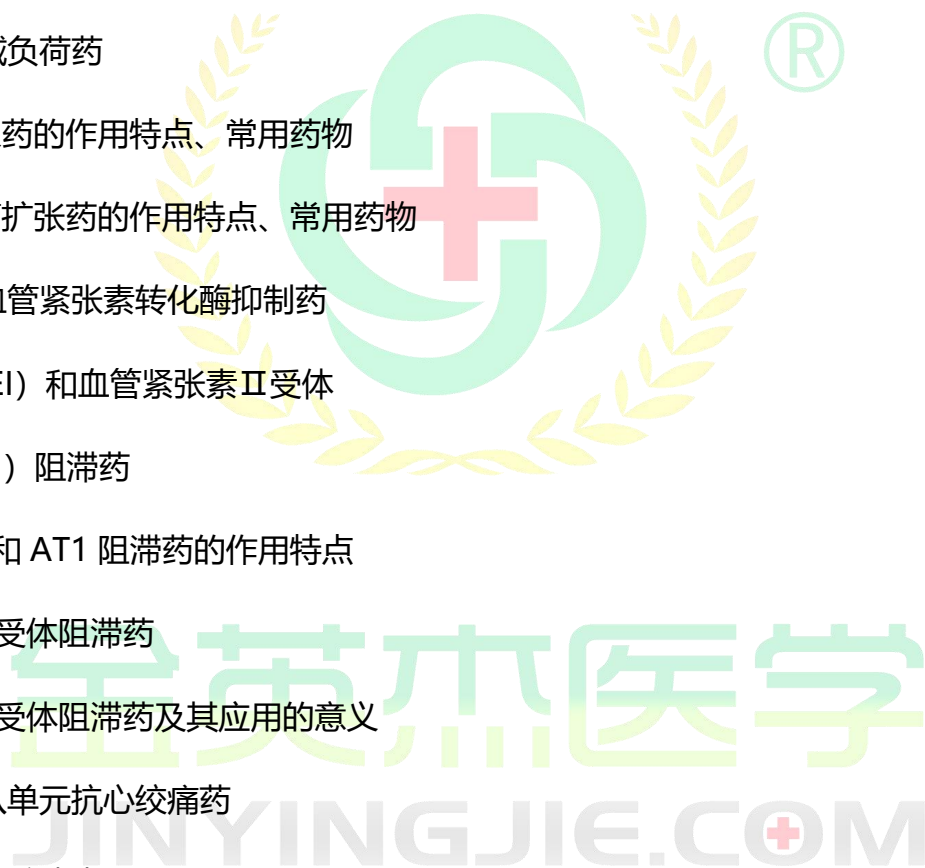 负荷药
药的作用特点、常用药物
扩张药的作用特点、常用药物
管紧张素转化酶抑制药
I）和血管紧张素Ⅱ受体
）阻滞药
和 AT1 阻滞药的作用特点
受体阻滞药
受体阻滞药及其应用的意义
单元抗心绞痛药
®
金英杰医学
JINYINGJIE.COM